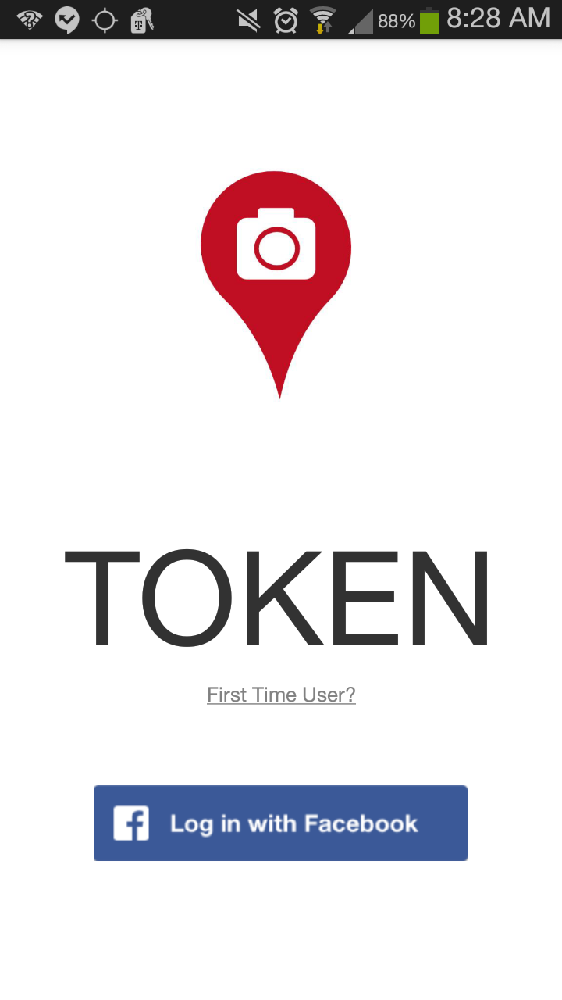 88% 8:28 AM
TOKEN
First Time User?
Log in with Facebook